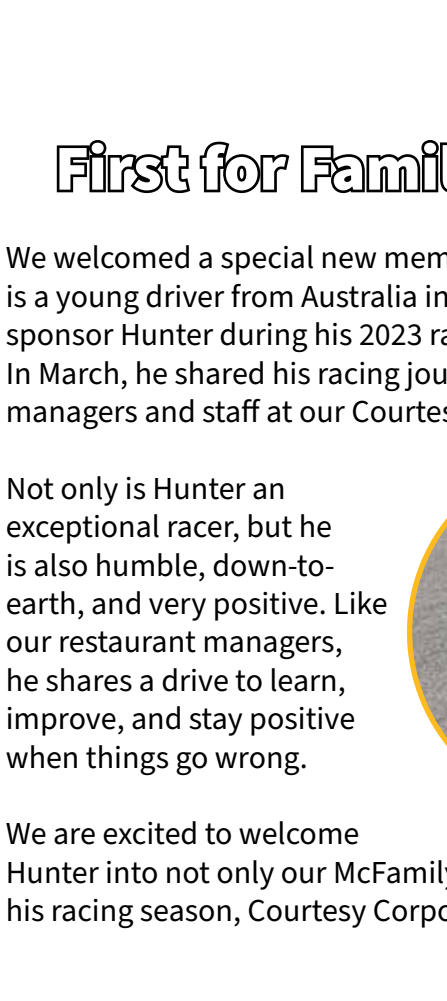 First for Famil
We welcomed a special new mem
is a young driver from Australia in
sponsor Hunter during his 2023 ra
In March, he shared his racing jou
managers and staff at our Courtes
Not only is Hunter an
exceptional racer, but he
is also humble, down-to-
earth, and very positive. Like
our restaurant managers,
he shares a drive to learn,
improve, and stay positive
when things go wrong.
We are excited to welcome
Hunter into not only our McFamily
his racing season, Courtesy Corpo